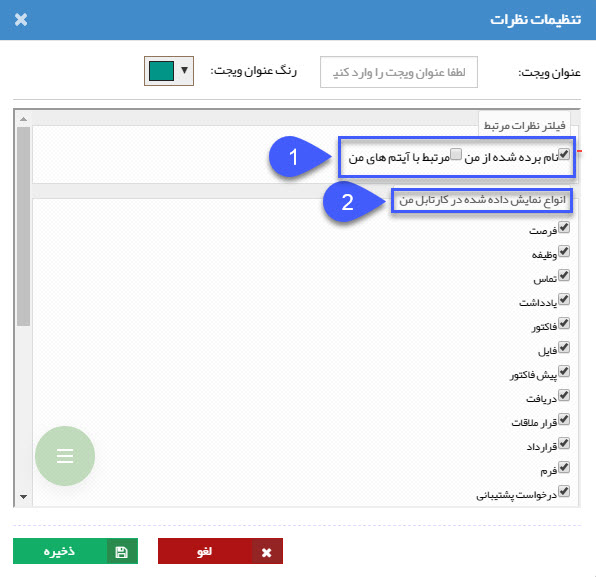 تنظیمات نظرات
عنوان ویجت: لطفا عنوان ویجت را وارد کنید رنگ عنوان ویجت:
فیلتر نظرات مرتبط
نام برده شده از من مرتبط با آیتم های من
1
انواع نمایش داده شده در کارتابل من
2
فرصت
وظیفه
تماس
یادداشت
فاکتور
فایل
پیش فاکتور
دریافت
قرار ملاقات
قرارداد
فرم
درخواست پشتیبانی
لغو
ذخیره